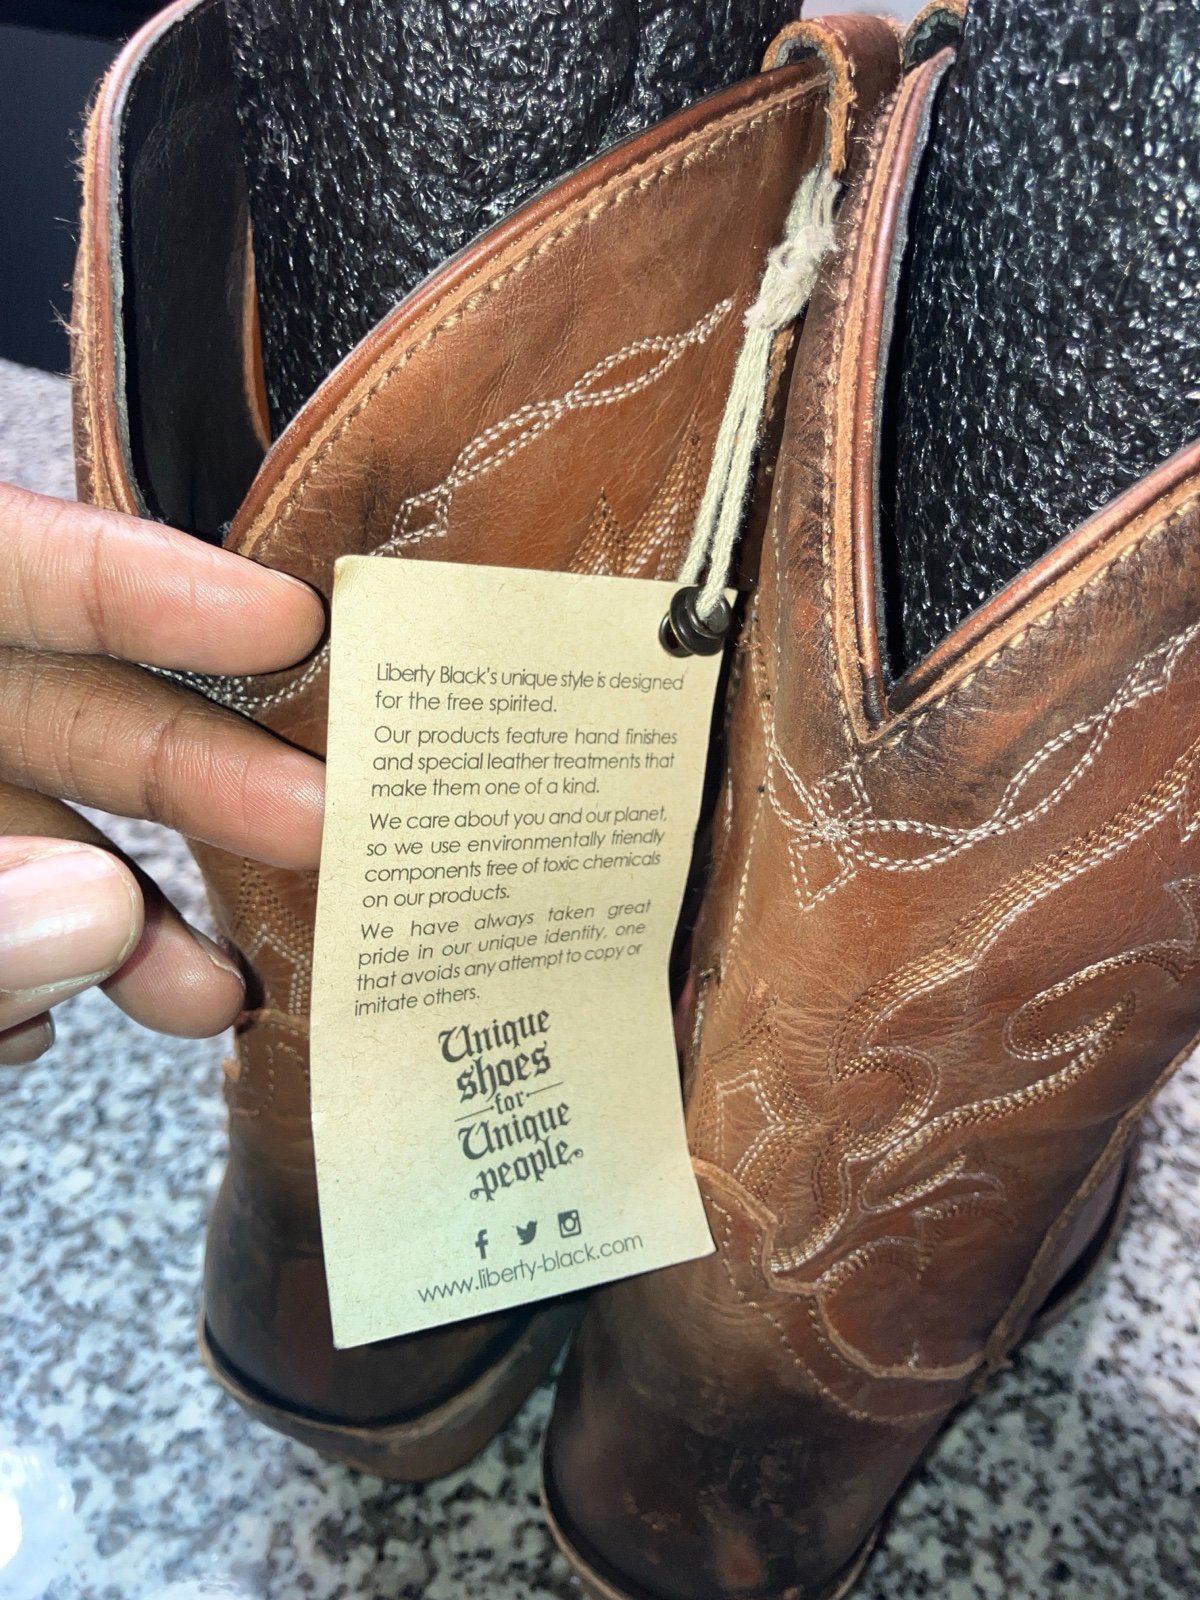 Liberty Black's unique style is designed
for the free spirited.
Our products feature hand finishes
and special leather treatments that
make them one of a kind.
We care about you and our planet,
so we use environmentally friendly
components free of toxic chemicals
on our products.
We have always taken great
pride in our unique identity, one
that avoids any attempt to copy or
imitate others.
Unique
shoes
for
Unique
people
www.liberty-black.com